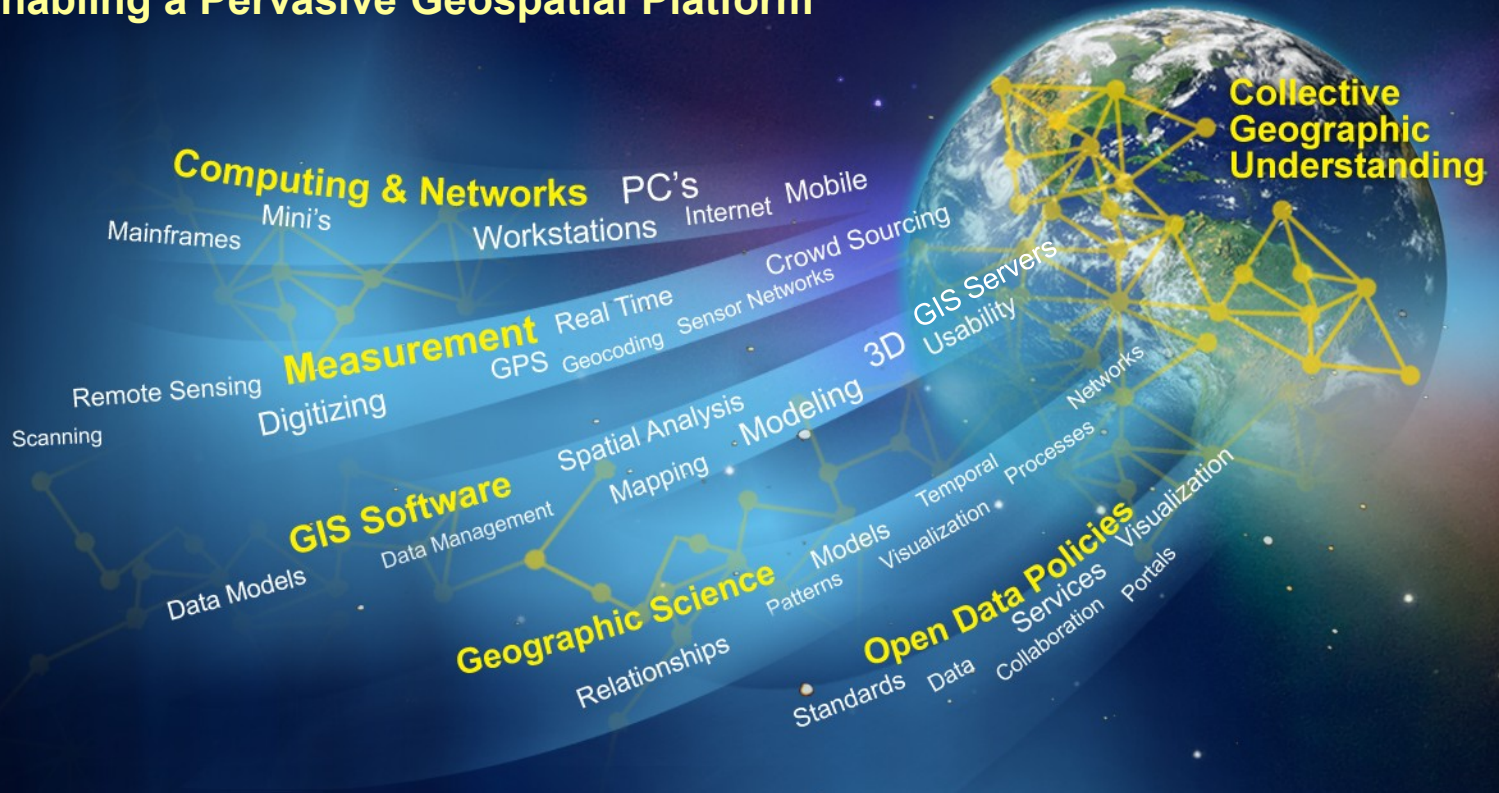 nabling a Pervasive Geospatial Platform
Collective
Geographic
Understanding
Computing & Networks
PC's
Mobile
Internet
Mini's
Mainframes
Workstations
Crowd Sourcing
Measurement
Real Time
Sensor Networks
GPS
Geocoding
Remote Sensing
Digitizing
Scanning
GIS Servers
3D
Usability
GIS Software
Spatial Analysis
Modeling
Mapping
Data Management
Data Models
Networks
Processes
Temporal
Geographic Science
Models
Visualization
Patterns
Relationships
Open Data Policies
Visualization
Services
Portals
Collaboration
Data
Standards